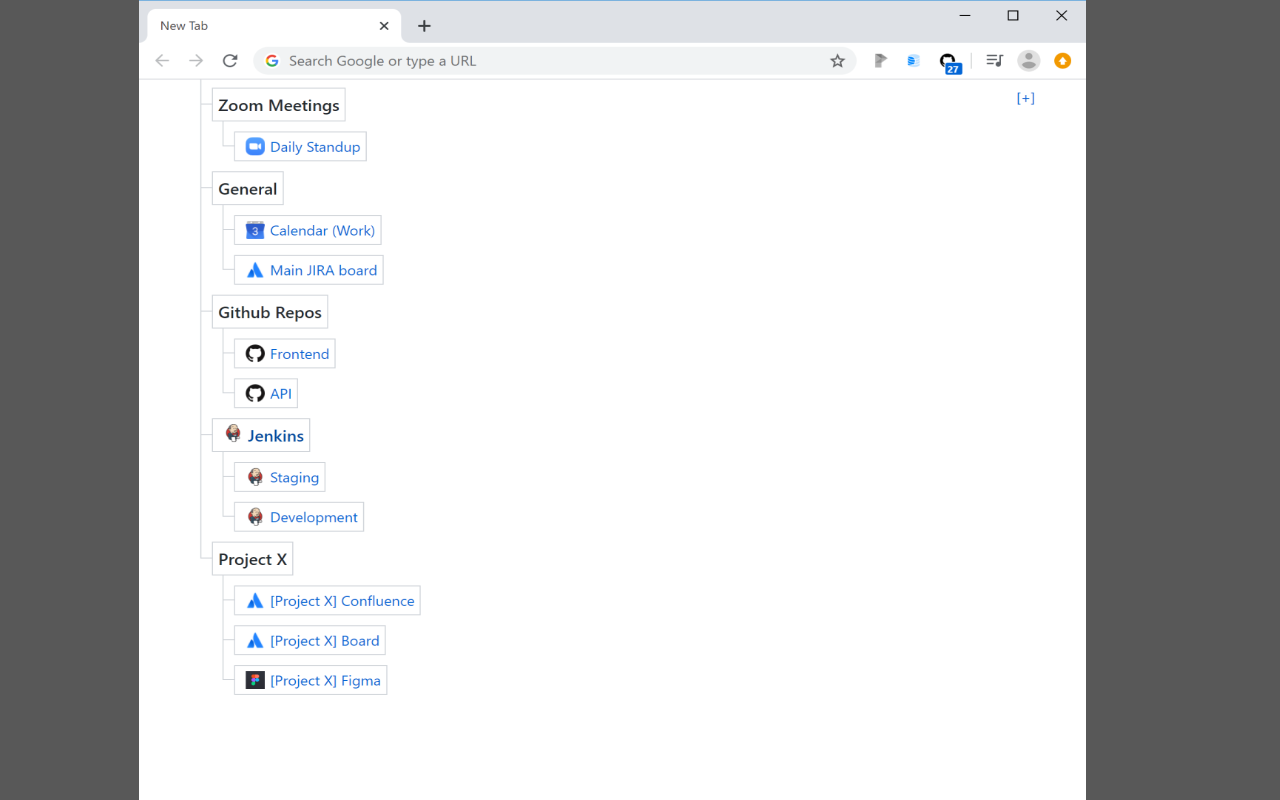 New Tab
Search Google or type a URL
27
[+]
Zoom Meetings
Daily Standup
General
3
Calendar (Work)
Main JIRA board
Github Repos
Frontend
API
Jenkins
Staging
Development
Project X
[Project X] Confluence
[Project X] Board
[Project X] Figma